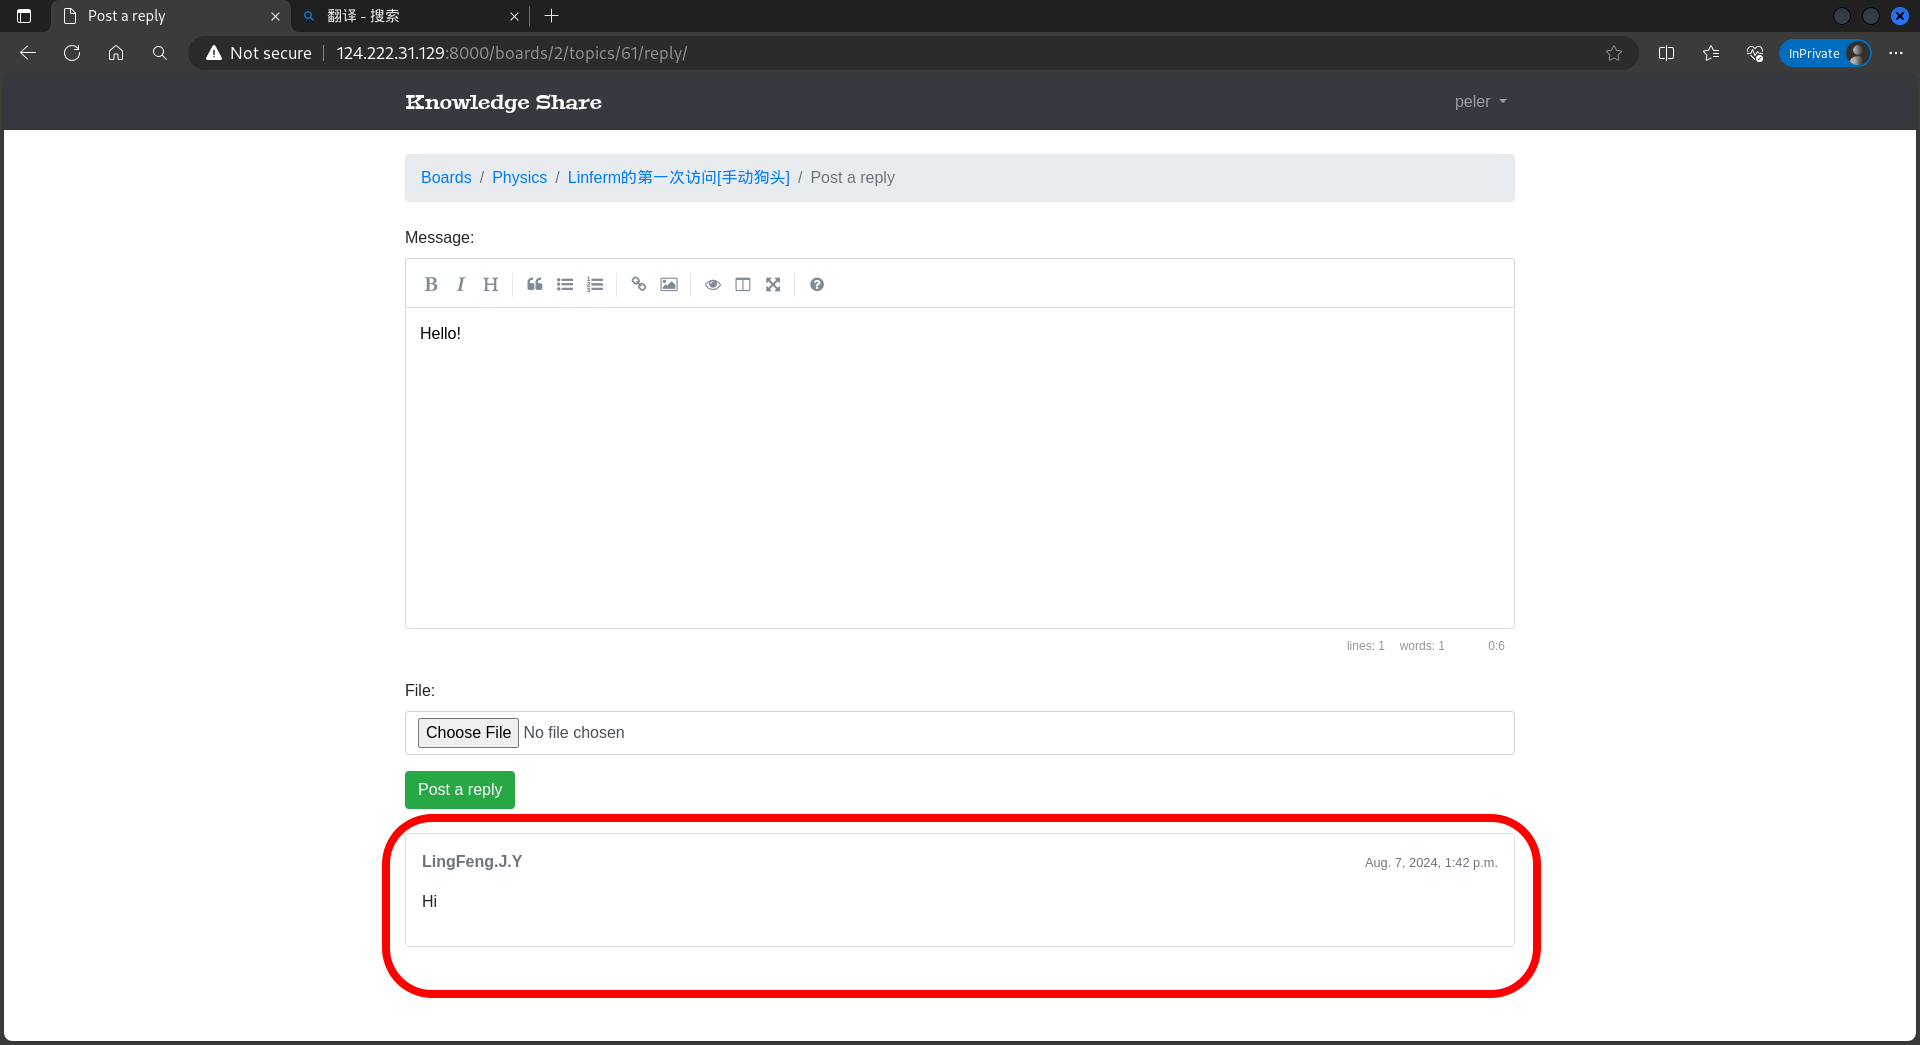 Post a reply
翻译 - 搜索
Not secure 124.222.31.129:8000/boards/2/topics/61/reply/
InPrivate
Knowledge Share
peler
Boards / Physics / Linferm的第一次访问[手动狗头] / Post a reply
Message:
B I H
Hello!
lines: 1 words: 1 0:6
File:
Choose File No file chosen
Post a reply
LingFeng.J.Y
Aug. 7, 2024, 1:42 p.m.
Hi